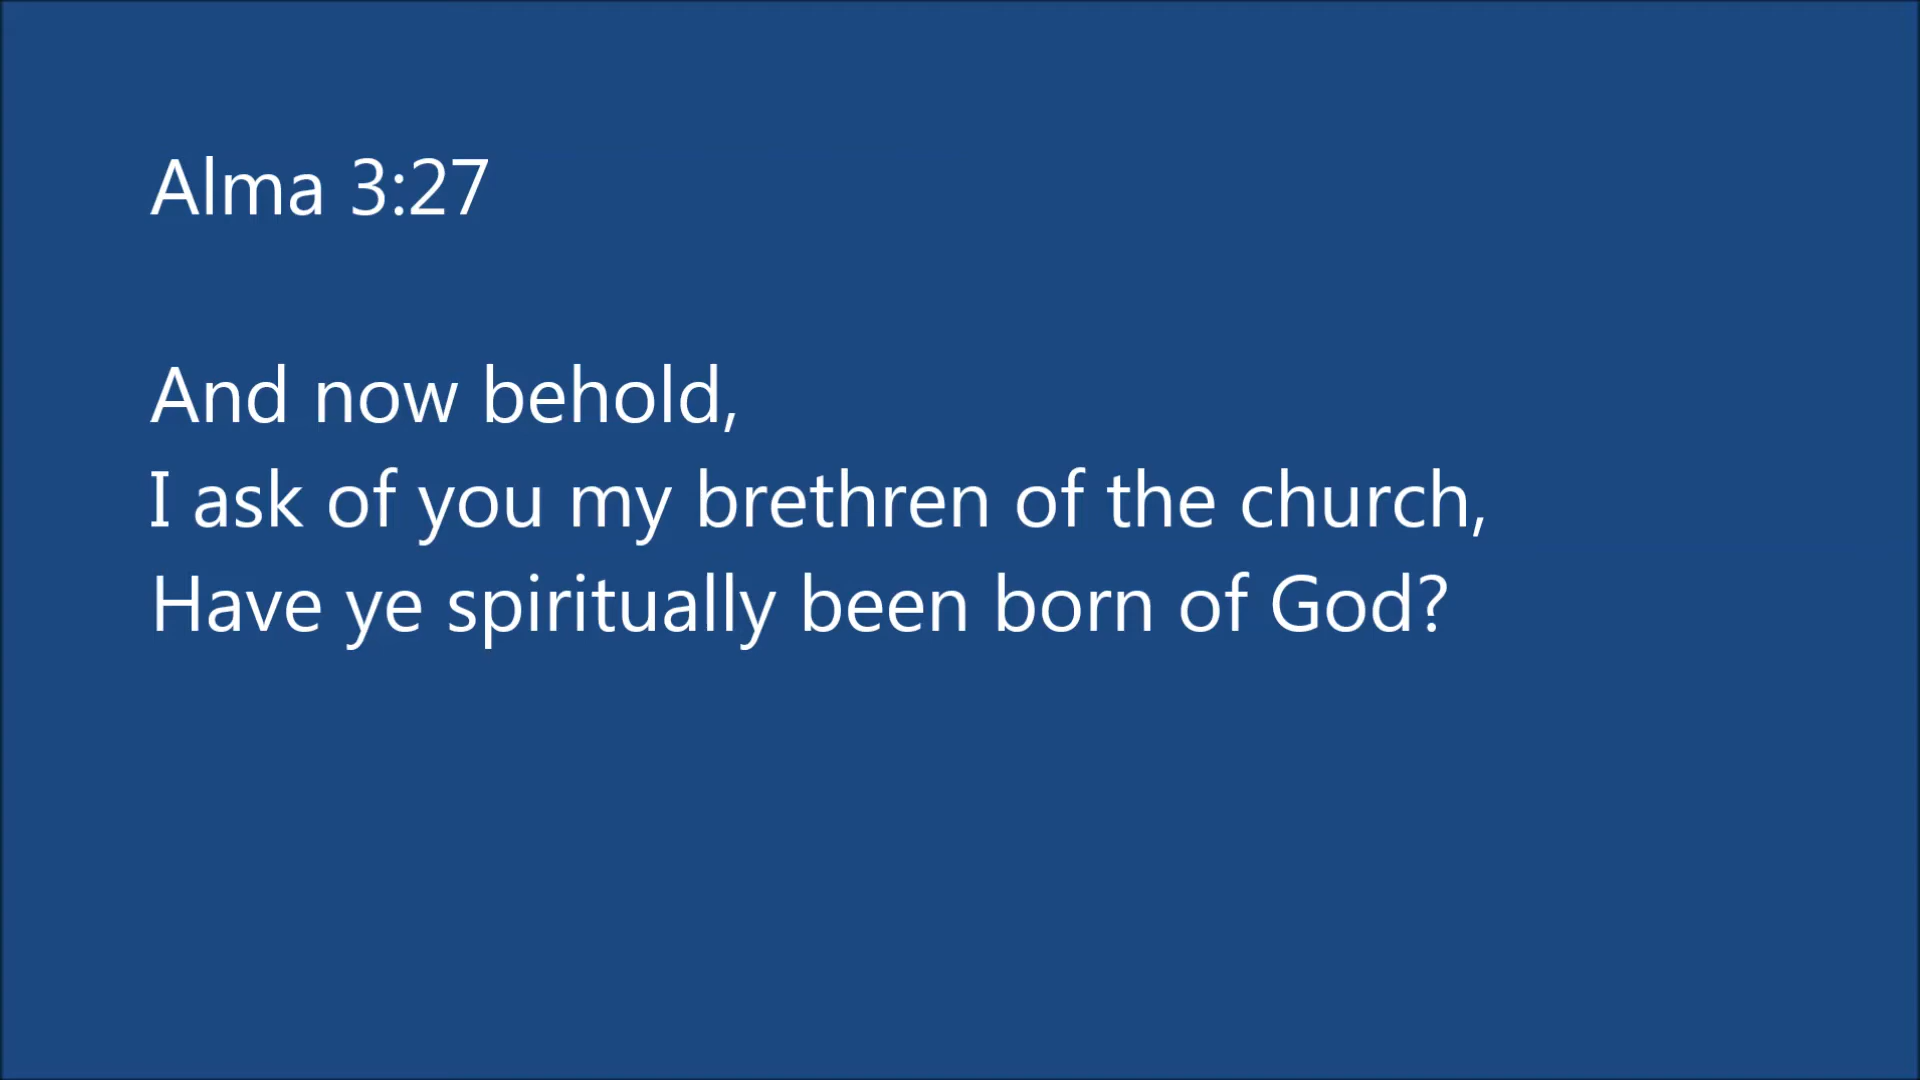 Alma 3:27
And now behold,
I ask of you my brethren of the church,
Have ye spiritually been born of God?